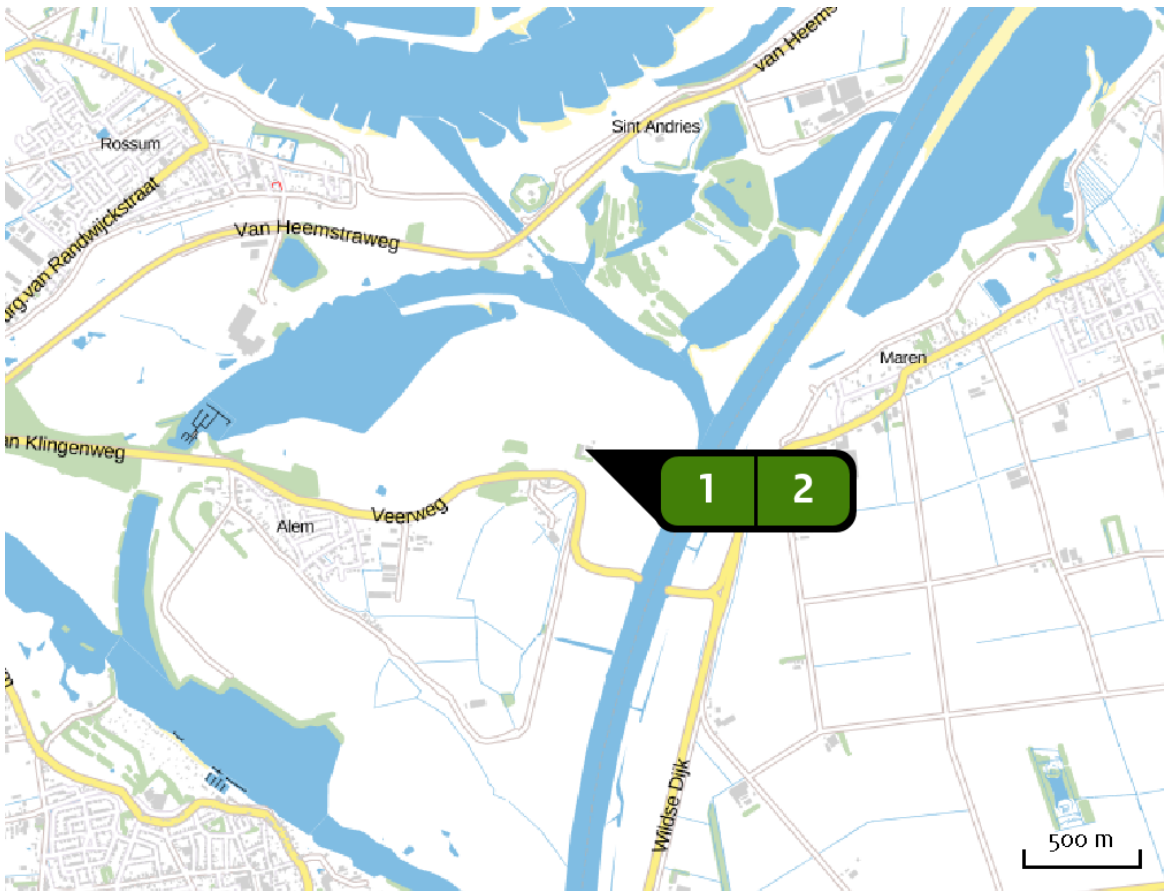 van Heems
Sint Andries
Rossum
urg.van Randwijckstraat
Van Heemstraweg
Maren
an Klingenweg
1 2
Veerweg
Alem
Wildse Dijk
500 m